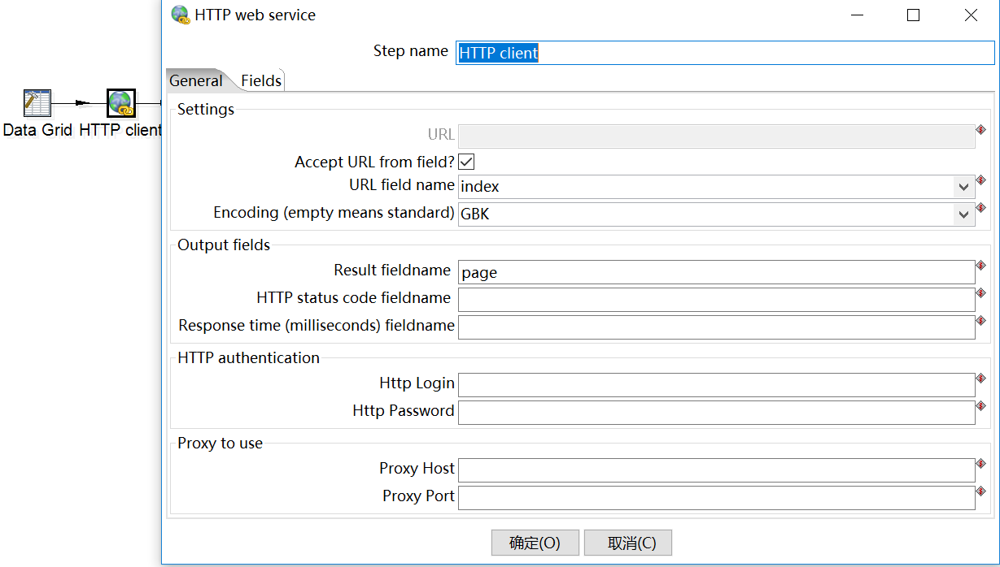 HTTP web service
Step name HTTP client
General Fields
Data Grid HTTP client
Settings
URL
Accept URL from field?
URL field name index
Encoding (empty means standard) GBK
Output fields
Result fieldname page
HTTP status code fieldname
Response time (milliseconds) fieldname
HTTP authentication
Http Login
Http Password
Proxy to use
Proxy Host
Proxy Port
确定(O) 取消(C)